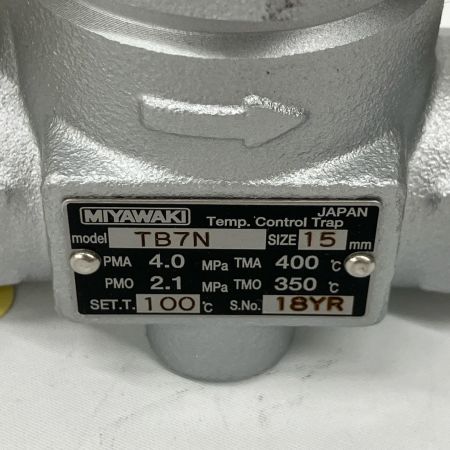 MIYAWAKI Temp. Control Trap JAPAN
model TB7N SIZE 15 mm
PMA 4.0 MPa TMA 400 °C
PMO 2.1 MPa TMO 350 °C
SET.T. 100 °C S.No. 18YR